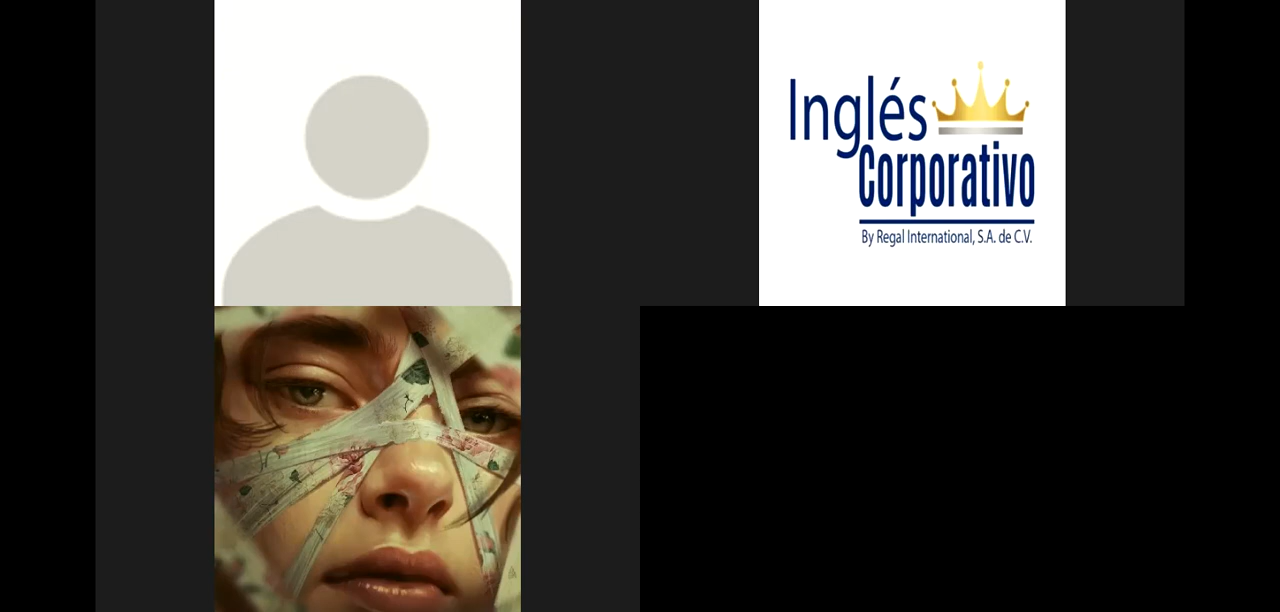 Inglés
Corporativo
By Regal International, S.A. de C.V.